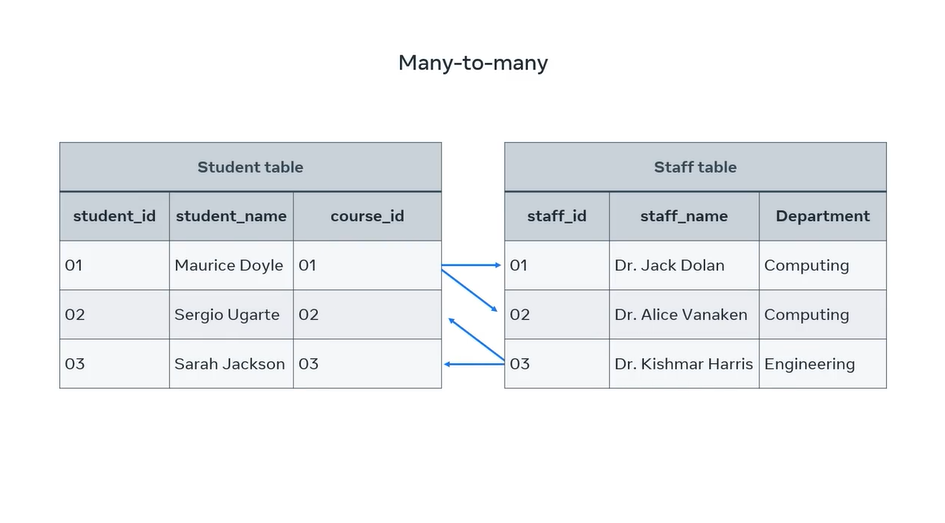 Many-to-many
Student table
student_id student_name course_id
01 Maurice Doyle 01
02 Sergio Ugarte 02
03 Sarah Jackson 03
Staff table
staff_id staff_name Department
01 Dr. Jack Dolan Computing
02 Dr. Alice Vanaken Computing
03 Dr. Kishmar Harris Engineering